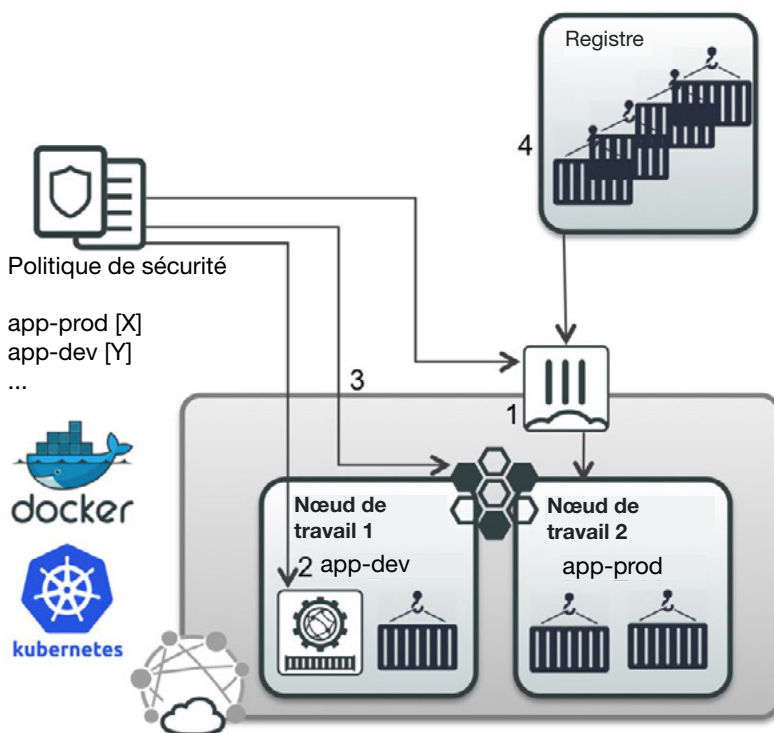 Registre
4
Politique de sécurité
app-prod [X]
app-dev [Y]
...
3
1
docker
kubernetes
Nœud de
travail 1
2 app-dev
Nœud de
travail 2
app-prod